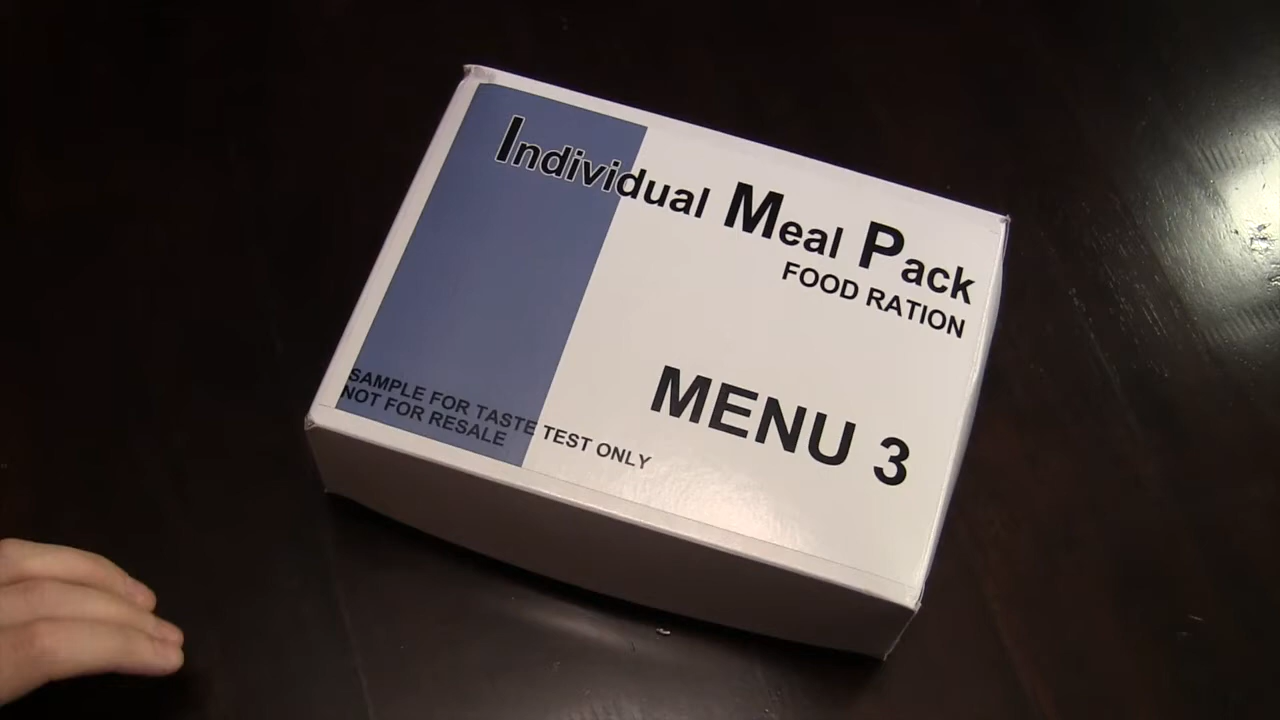 Individual Meal Pack
FOOD RATION
MENU 3
SAMPLE FOR TASTE TEST ONLY
NOT FOR RESALE